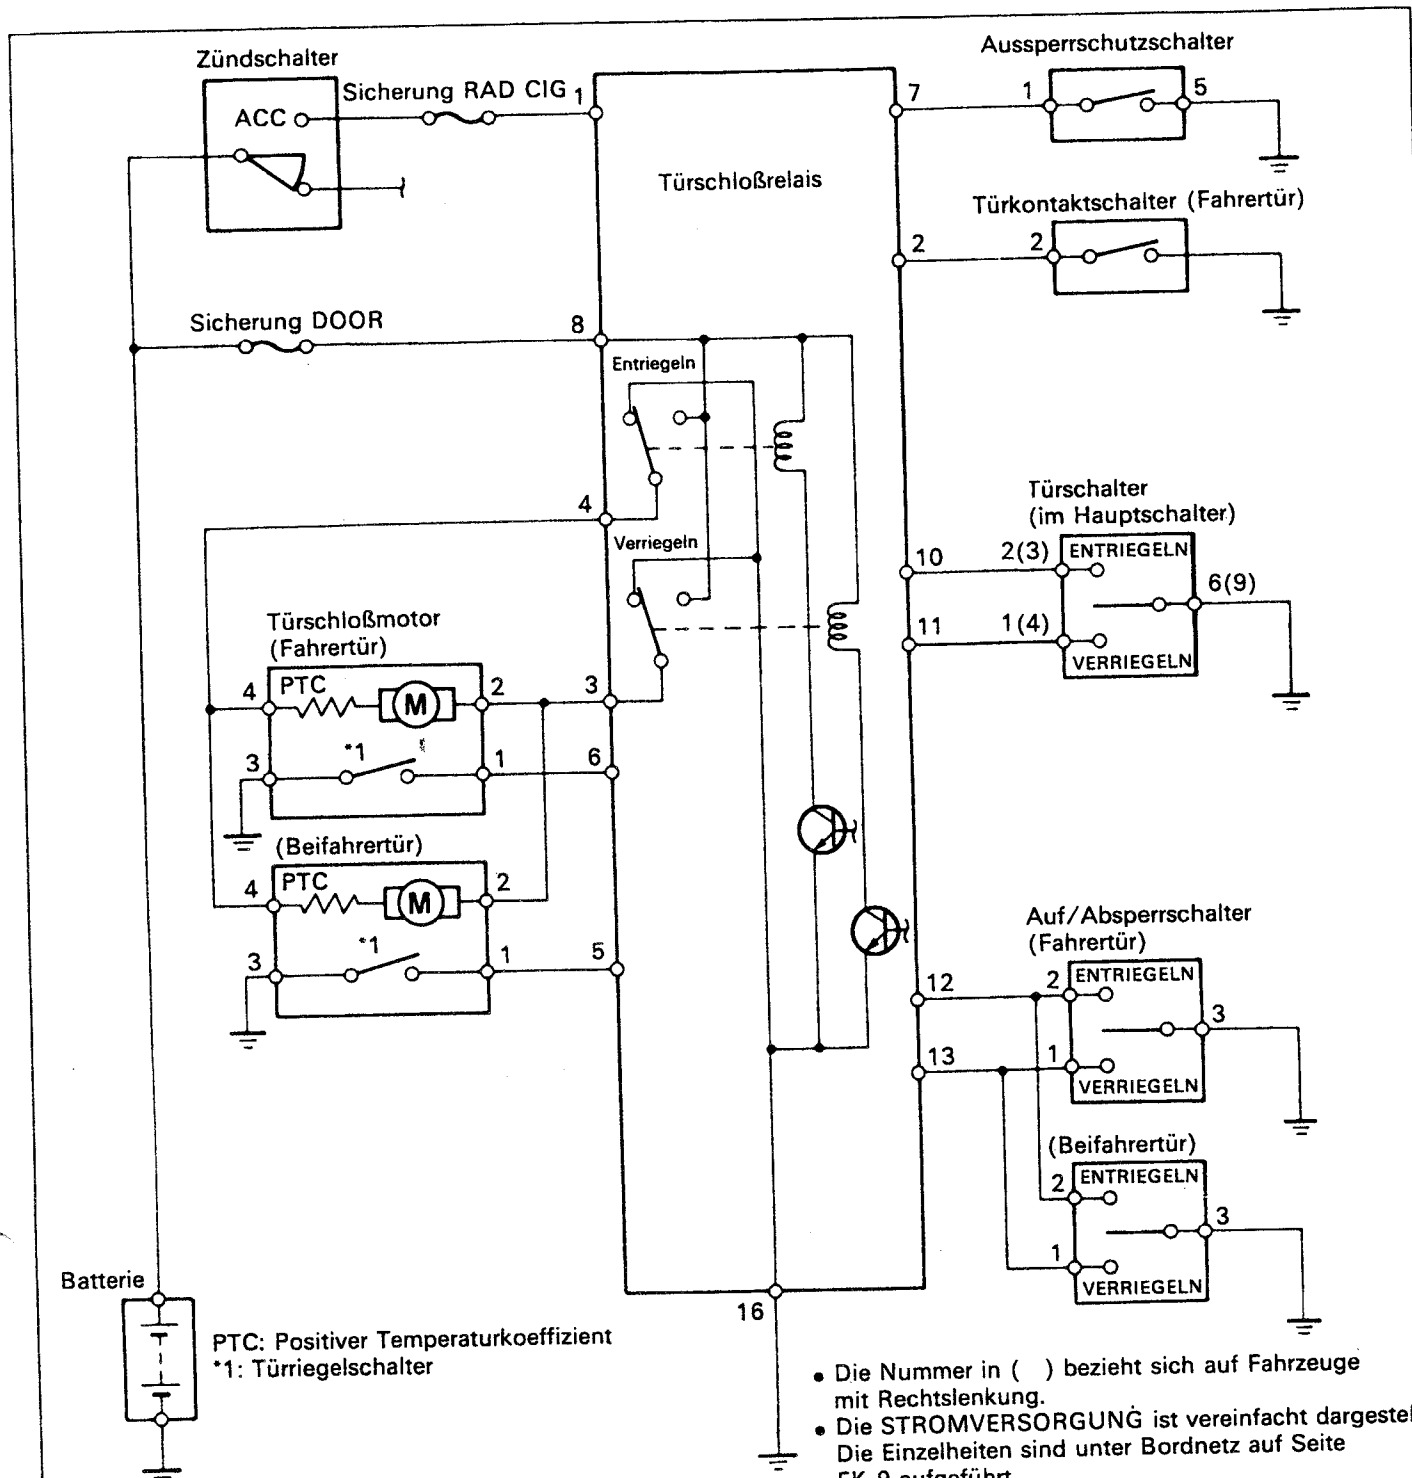 Zündschalter
Aussperrschutzschalter
Sicherung RAD CIG
1
7
1
5
ACC
Türschloßrelais
Türkontaktschalter (Fahrertür)
2
2
Sicherung DOOR
8
Entriegeln
4
Verriegeln
Türschalter
(im Hauptschalter)
10
2(3)
ENTRIEGELN
6(9)
11
1(4)
VERRIEGELN
Türschloßmotor
(Fahrertür)
4
PTC
M
2
3
3
*1
1
6
(Beifahrertür)
4
PTC
M
2
3
*1
1
5
Auf/Absperrschalter
(Fahrertür)
12
2
ENTRIEGELN
3
13
1
VERRIEGELN
(Beifahrertür)
2
ENTRIEGELN
3
1
VERRIEGELN
Batterie
16
PTC: Positiver Temperaturkoeffizient
*1: Türriegelschalter
• Die Nummer in ( ) bezieht sich auf Fahrzeuge
mit Rechtslenkung.
• Die STROMVERSORGUNG ist vereinfacht dargestel
Die Einzelheiten sind unter Bordnetz auf Seite